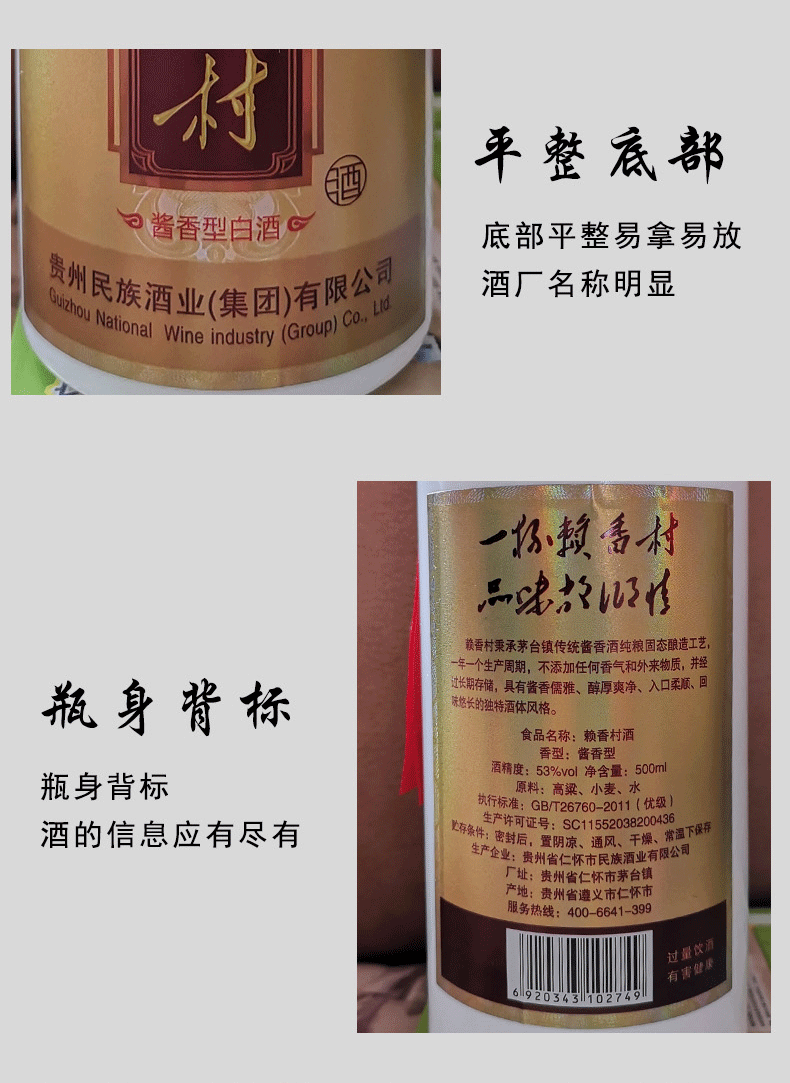 村
酒
酱香型白酒
贵州民族酒业(集团)有限公司
Guizhou National Wine industry (Group) Co., Ltd.
平整底部
底部平整易拿易放
酒厂名称明显
一杯赖香村
品味故乡情
赖香村秉承茅台镇传统酱香酒纯粮固态酿造工艺，
一年一个生产周期，不添加任何香气和外来物质，并经
过长期存储，具有酱香儒雅、醇厚爽净、入口柔顺、回
味悠长的独特酒体风格。
食品名称：赖香村酒
香型：酱香型
酒精度：53%vol 净含量：500ml
原料：高粱、小麦、水
执行标准：GB/T26760-2011（优级）
生产许可证号：SC11552038200436
贮存条件：密封后，置阴凉、通风、干燥、常温下保存
生产企业：贵州省仁怀市民族酒业有限公司
厂址：贵州省仁怀市茅台镇
产地：贵州省遵义市仁怀市
服务热线：400-6641-399
过量饮酒
有害健康
6 920343 102749
瓶身背标
瓶身背标
酒的信息应有尽有